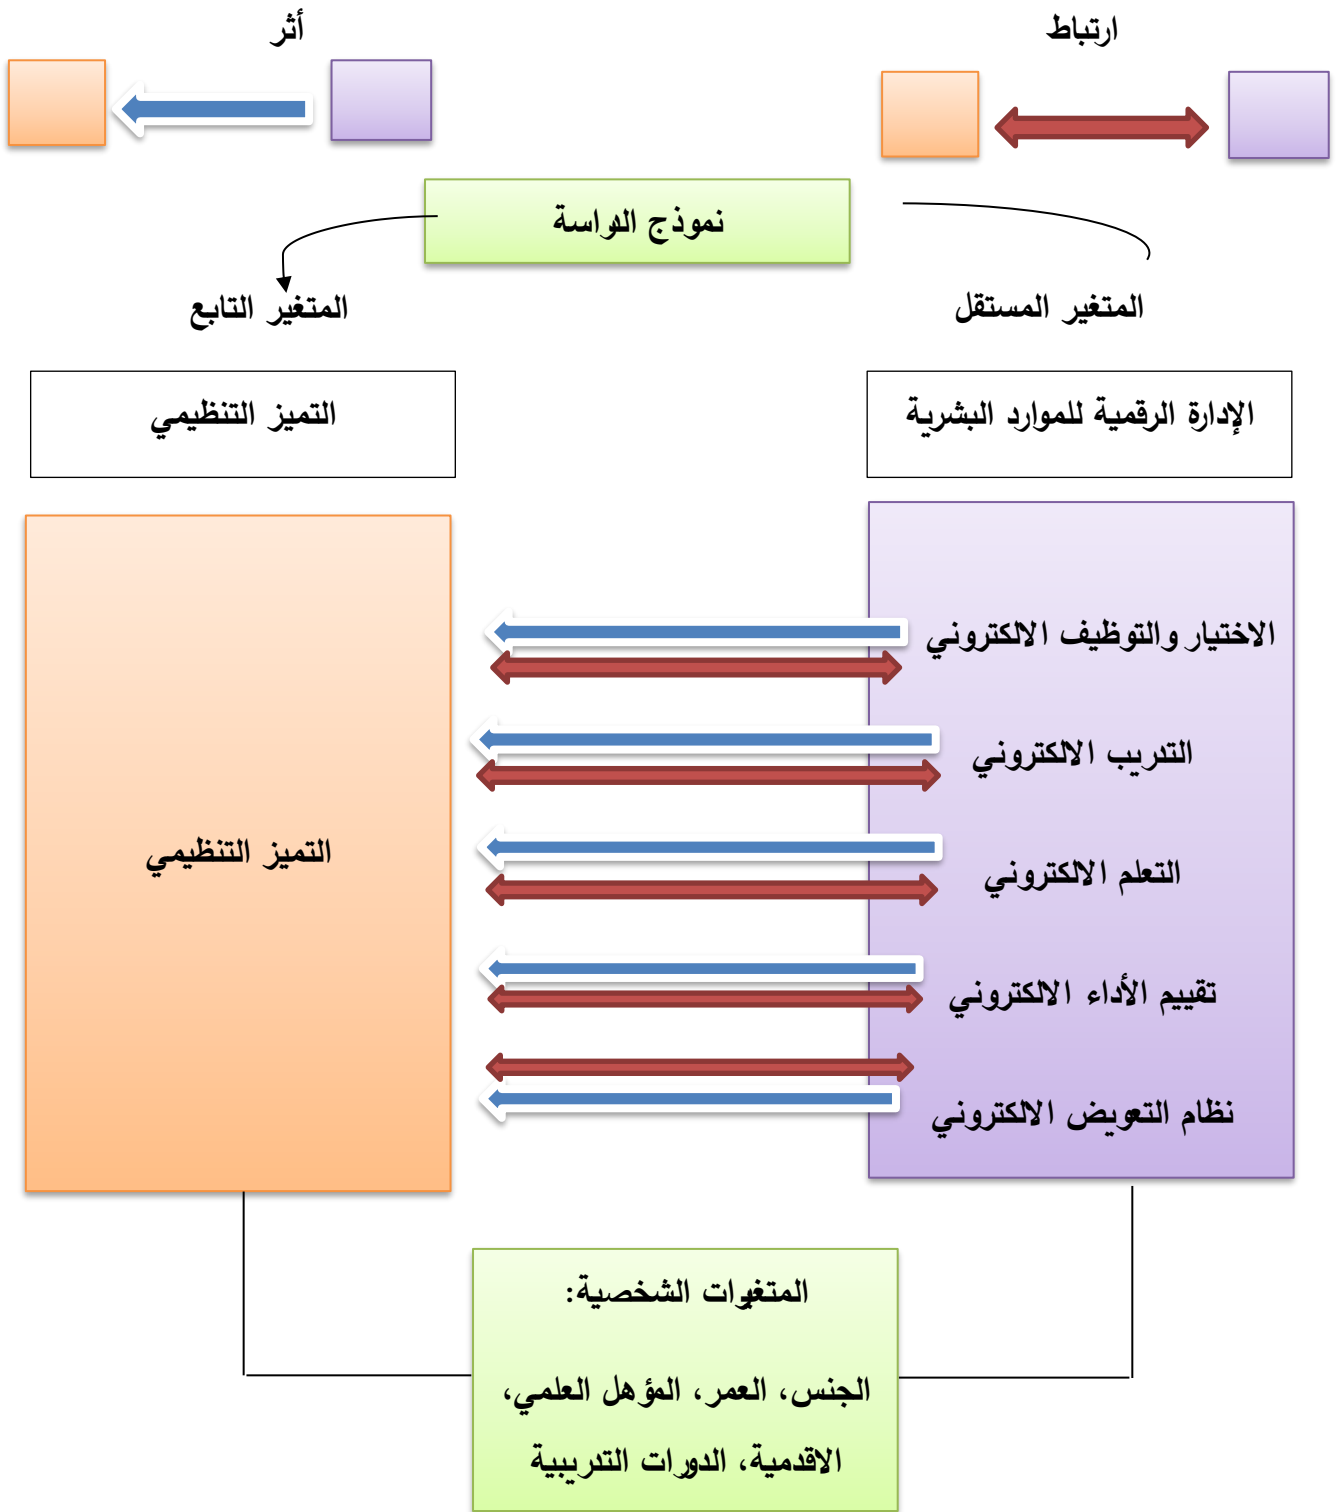 ارتباط
أثر
نموذج الدراسة
المتغير المستقل
المتغير التابع
الإدارة الرقمية للموارد البشرية
التميز التنظيمي
الاختيار والتوظيف الالكتروني
التدريب الالكتروني
التعلم الالكتروني
تقييم الأداء الالكتروني
نظام التعويض الالكتروني
التميز التنظيمي
المتغيرات الشخصية:
الجنس، العمر، المؤهل العلمي،
الاقدمية، الدورات التدريبية